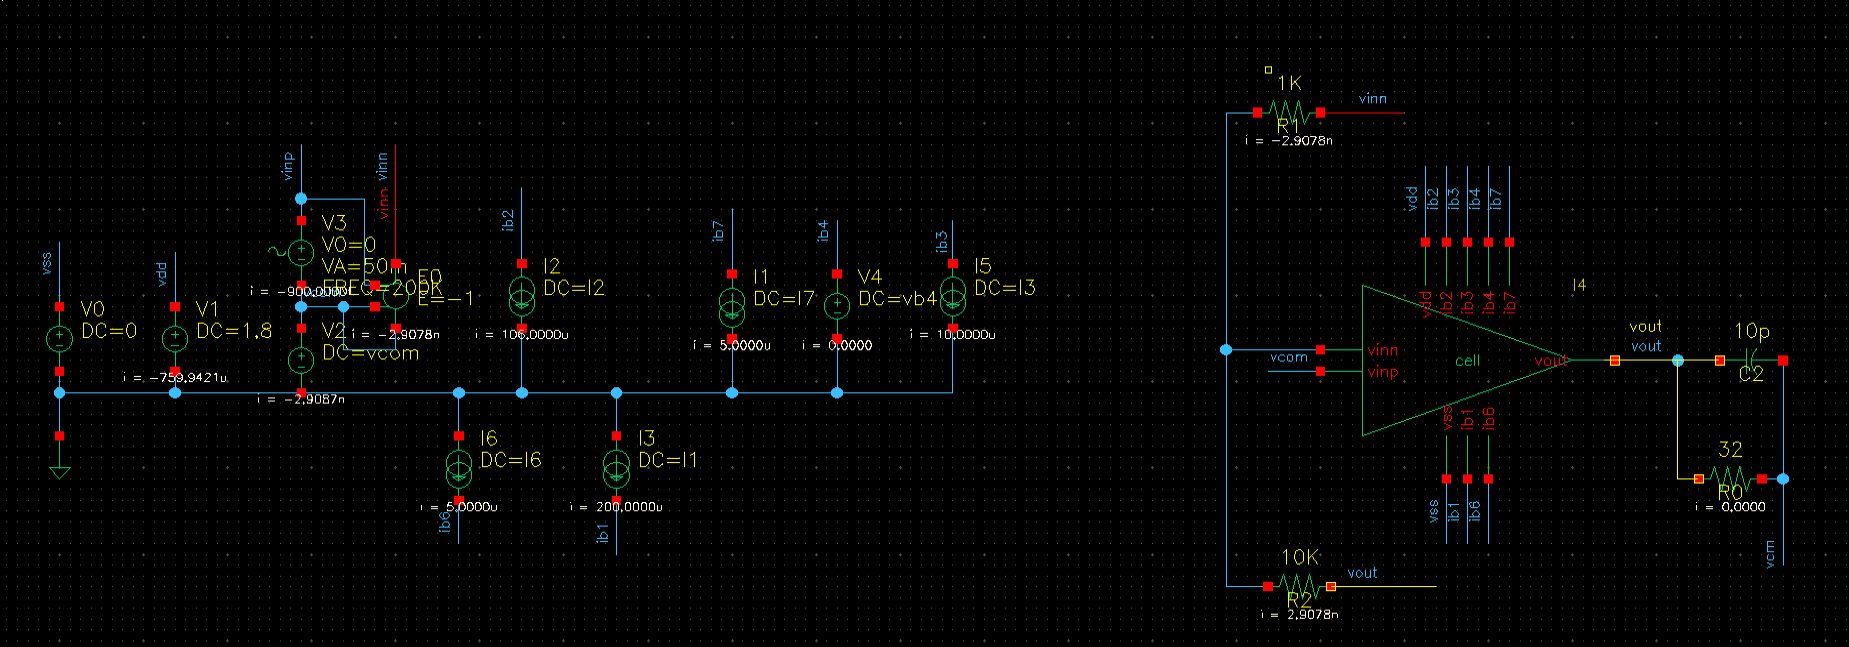 vss
V0
DC=0
vdd
V1
DC=1.8
i = -759.9421u
vinp
vinn
vinn
V3
V0=0
VA=50m
FREQ=200K
E0
E=-1
i = -2.9078n
V2
DC=vcom
i = -2.9087n
ib2
I2
DC=I2
ib7
I1
DC=I7
i = 5.0000u
ib4
V4
DC=vb4
i = 0.0000
ib3
I5
DC=I3
i = 10.0000u
I6
DC=I6
i = 5.0000u
ib6
I3
DC=I1
i = 200.0000u
ib1
1K
vinn
R1
i = -2.9078n
vdd
ib2
ib3
ib4
ib7
vdd
ib2
ib3
ib4
ib7
I4
vcom
vinn
vinp
cell
vout
vout
vout
10p
C2
vss
ib1
ib6
vss
ib1
ib6
32
R0
i = 0.0000
vcm
10K
vout
R2
i = 2.9078n